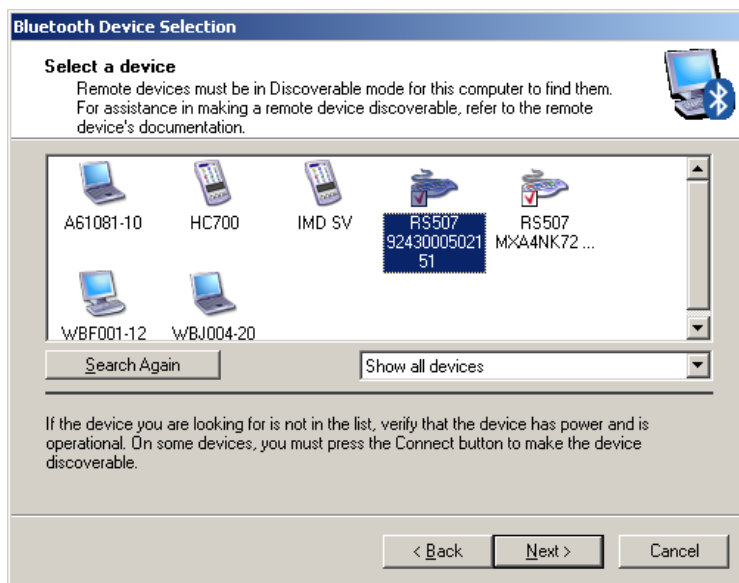 Bluetooth Device Selection
Select a device
Remote devices must be in Discoverable mode for this computer to find them.
For assistance in making a remote device discoverable, refer to the remote
device's documentation.
A61081-10
HC700
IMD SV
RS507
92430005021
51
RS507
MXA4NK72 ...
WBF001-12
WBJ004-20
Search Again
Show all devices
If the device you are looking for is not in the list, verify that the device has power and is
operational. On some devices, you must press the Connect button to make the device
discoverable.
< Back
Next >
Cancel